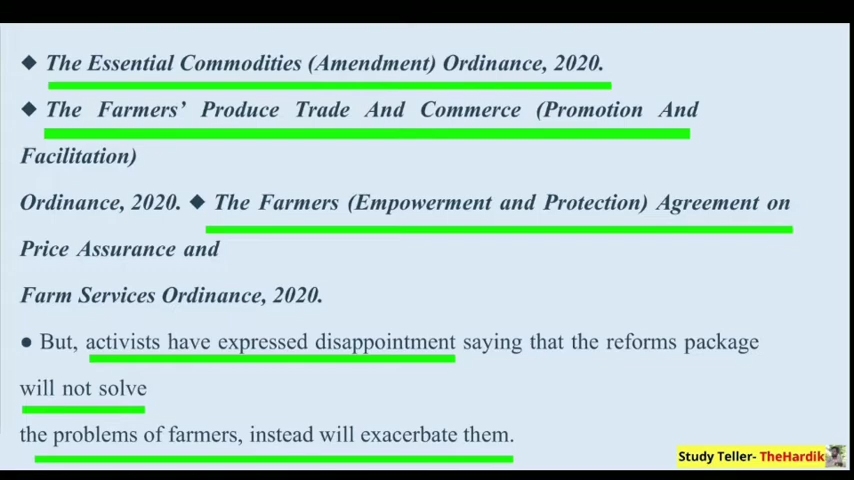 ◆ The Essential Commodities (Amendment) Ordinance, 2020.
◆ The Farmers' Produce Trade And Commerce (Promotion And
Facilitation)
Ordinance, 2020. ◆ The Farmers (Empowerment and Protection) Agreement on
Price Assurance and
Farm Services Ordinance, 2020.
● But, activists have expressed disappointment saying that the reforms package
will not solve
the problems of farmers, instead will exacerbate them.
Study Teller- TheHardik